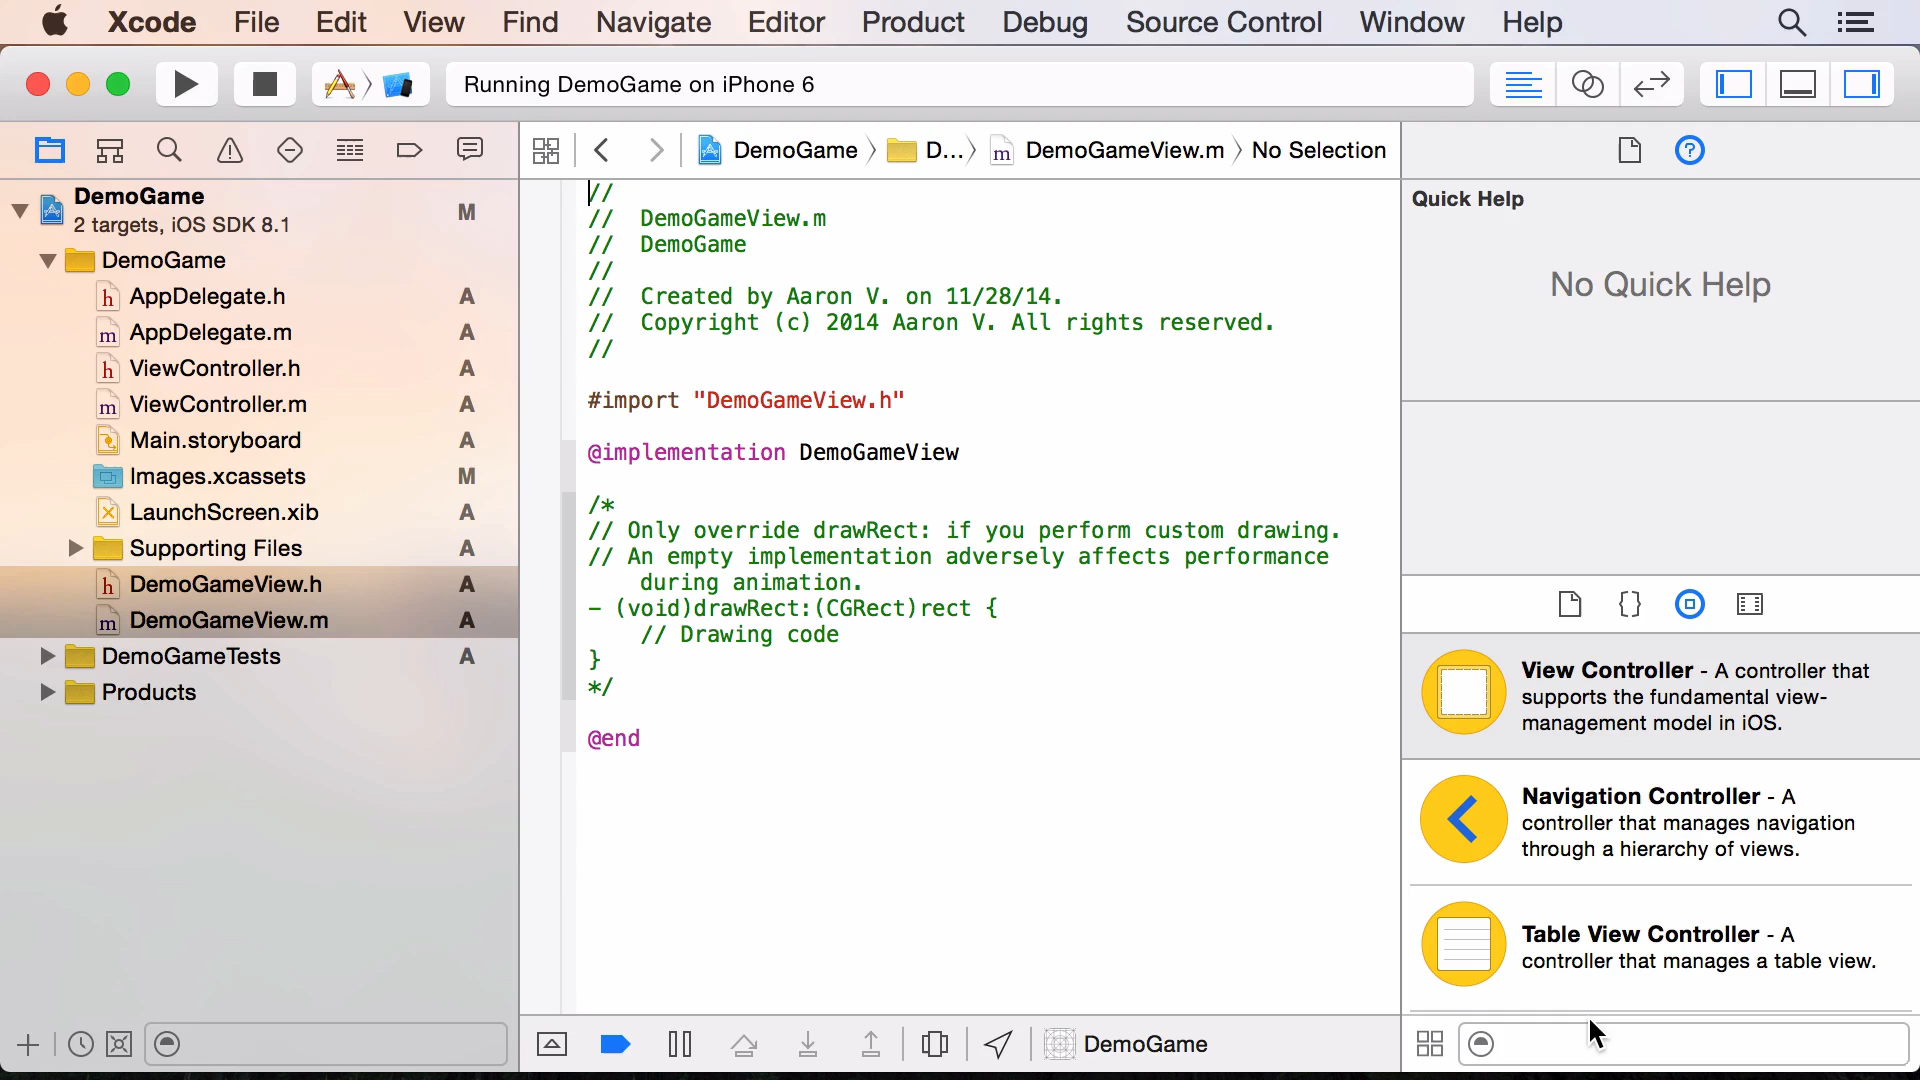 Xcode File Edit View Find Navigate Editor Product Debug Source Control Window Help
Running DemoGame on iPhone 6
DemoGame D... m DemoGameView.m No Selection
DemoGame
2 targets, iOS SDK 8.1 M
DemoGame
h AppDelegate.h A
m AppDelegate.m A
h ViewController.h A
m ViewController.m A
Main.storyboard A
Images.xcassets M
LaunchScreen.xib A
Supporting Files A
h DemoGameView.h A
m DemoGameView.m A
DemoGameTests A
Products
//
//  DemoGameView.m
//  DemoGame
//
//  Created by Aaron V. on 11/28/14.
//  Copyright (c) 2014 Aaron V. All rights reserved.
//
#import "DemoGameView.h"
@implementation DemoGameView
/*
// Only override drawRect: if you perform custom drawing.
// An empty implementation adversely affects performance
during animation.
- (void)drawRect:(CGRect)rect {
// Drawing code
}
*/
@end
DemoGame
?
Quick Help
No Quick Help
{}
View Controller - A controller that
supports the fundamental view-
management model in iOS.
Navigation Controller - A
controller that manages navigation
through a hierarchy of views.
Table View Controller - A
controller that manages a table view.